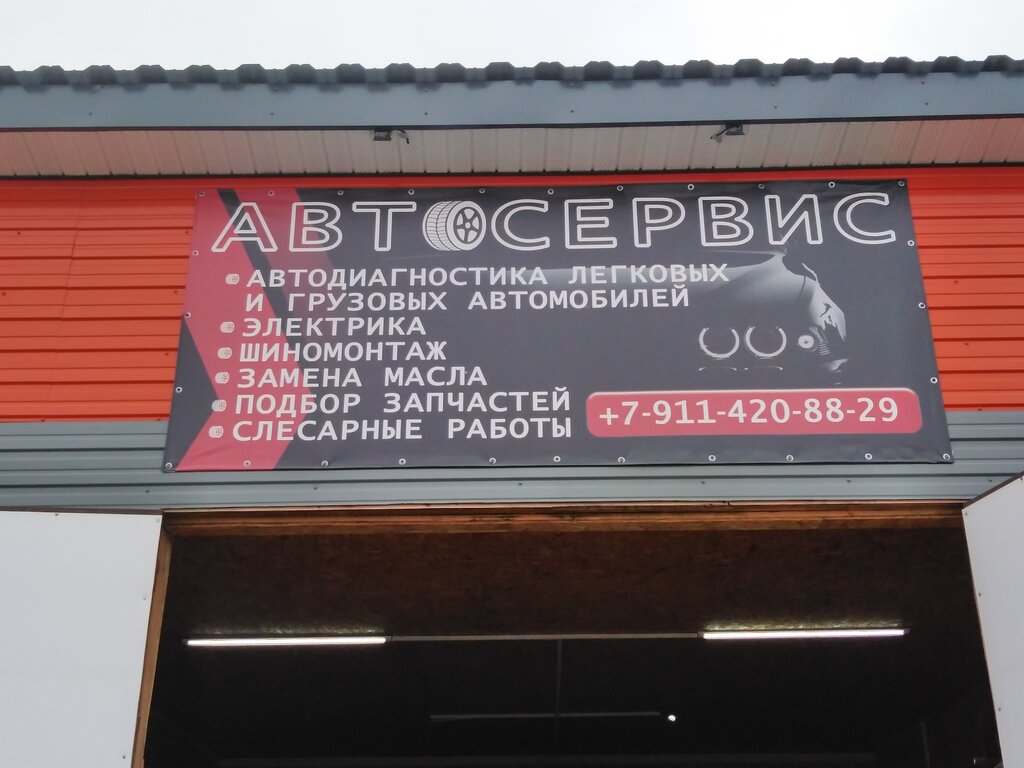 АВТОСЕРВИС
АВТОДИАГНОСТИКА ЛЕГКОВЫХ
И ГРУЗОВЫХ АВТОМОБИЛЕЙ
ЭЛЕКТРИКА
ШИНОМОНТАЖ
ЗАМЕНА МАСЛА
ПОДБОР ЗАПЧАСТЕЙ
СЛЕСАРНЫЕ РАБОТЫ
+7-911-420-88-29